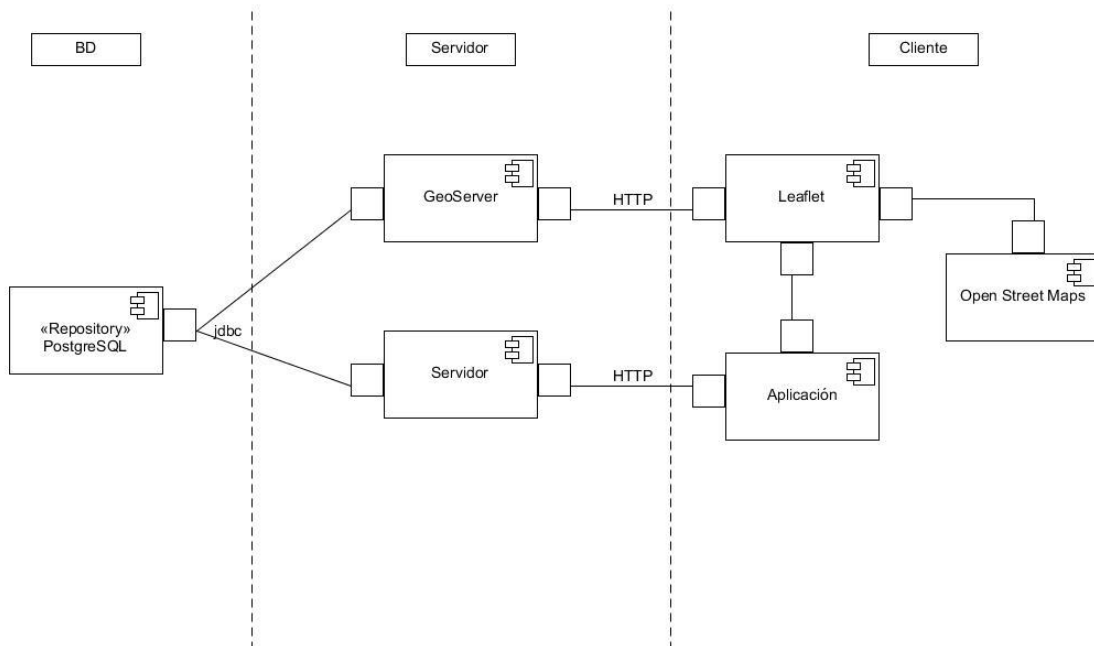 BD
Servidor
Cliente
GeoServer
HTTP
Leaflet
«Repository»
PostgreSQL
jdbc
Open Street Maps
Servidor
HTTP
Aplicación